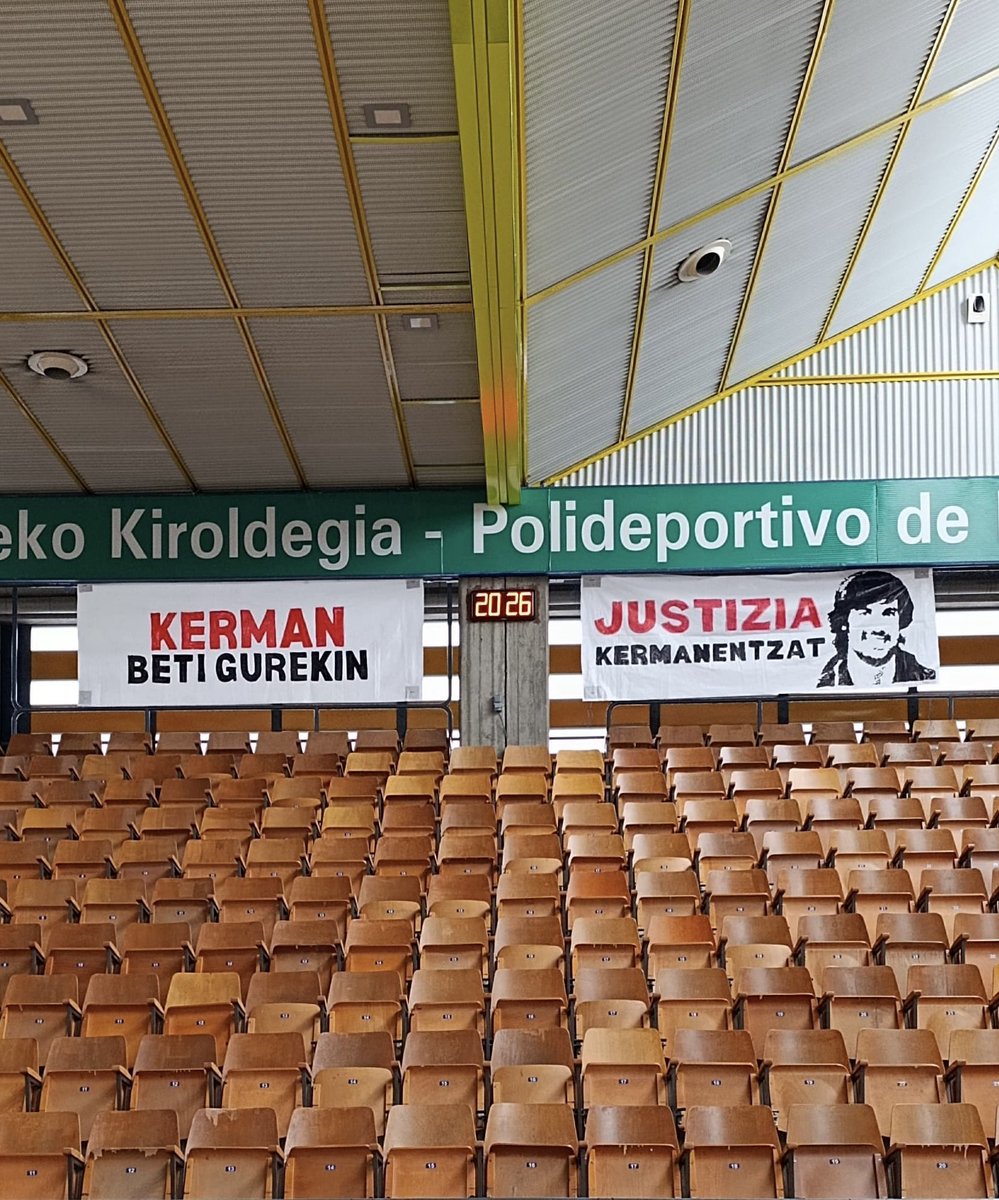 eko Kiroldegia - Polideportivo de
KERMAN
BETI GUREKIN
20 26
JUSTIZIA
KERMANENTZAT